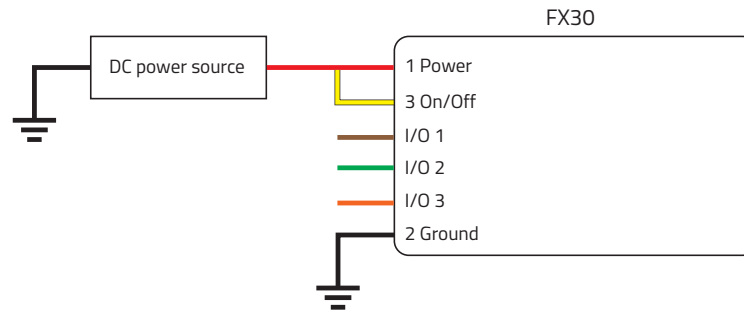 FX30
DC power source
1 Power
3 On/Off
I/O 1
I/O 2
I/O 3
2 Ground